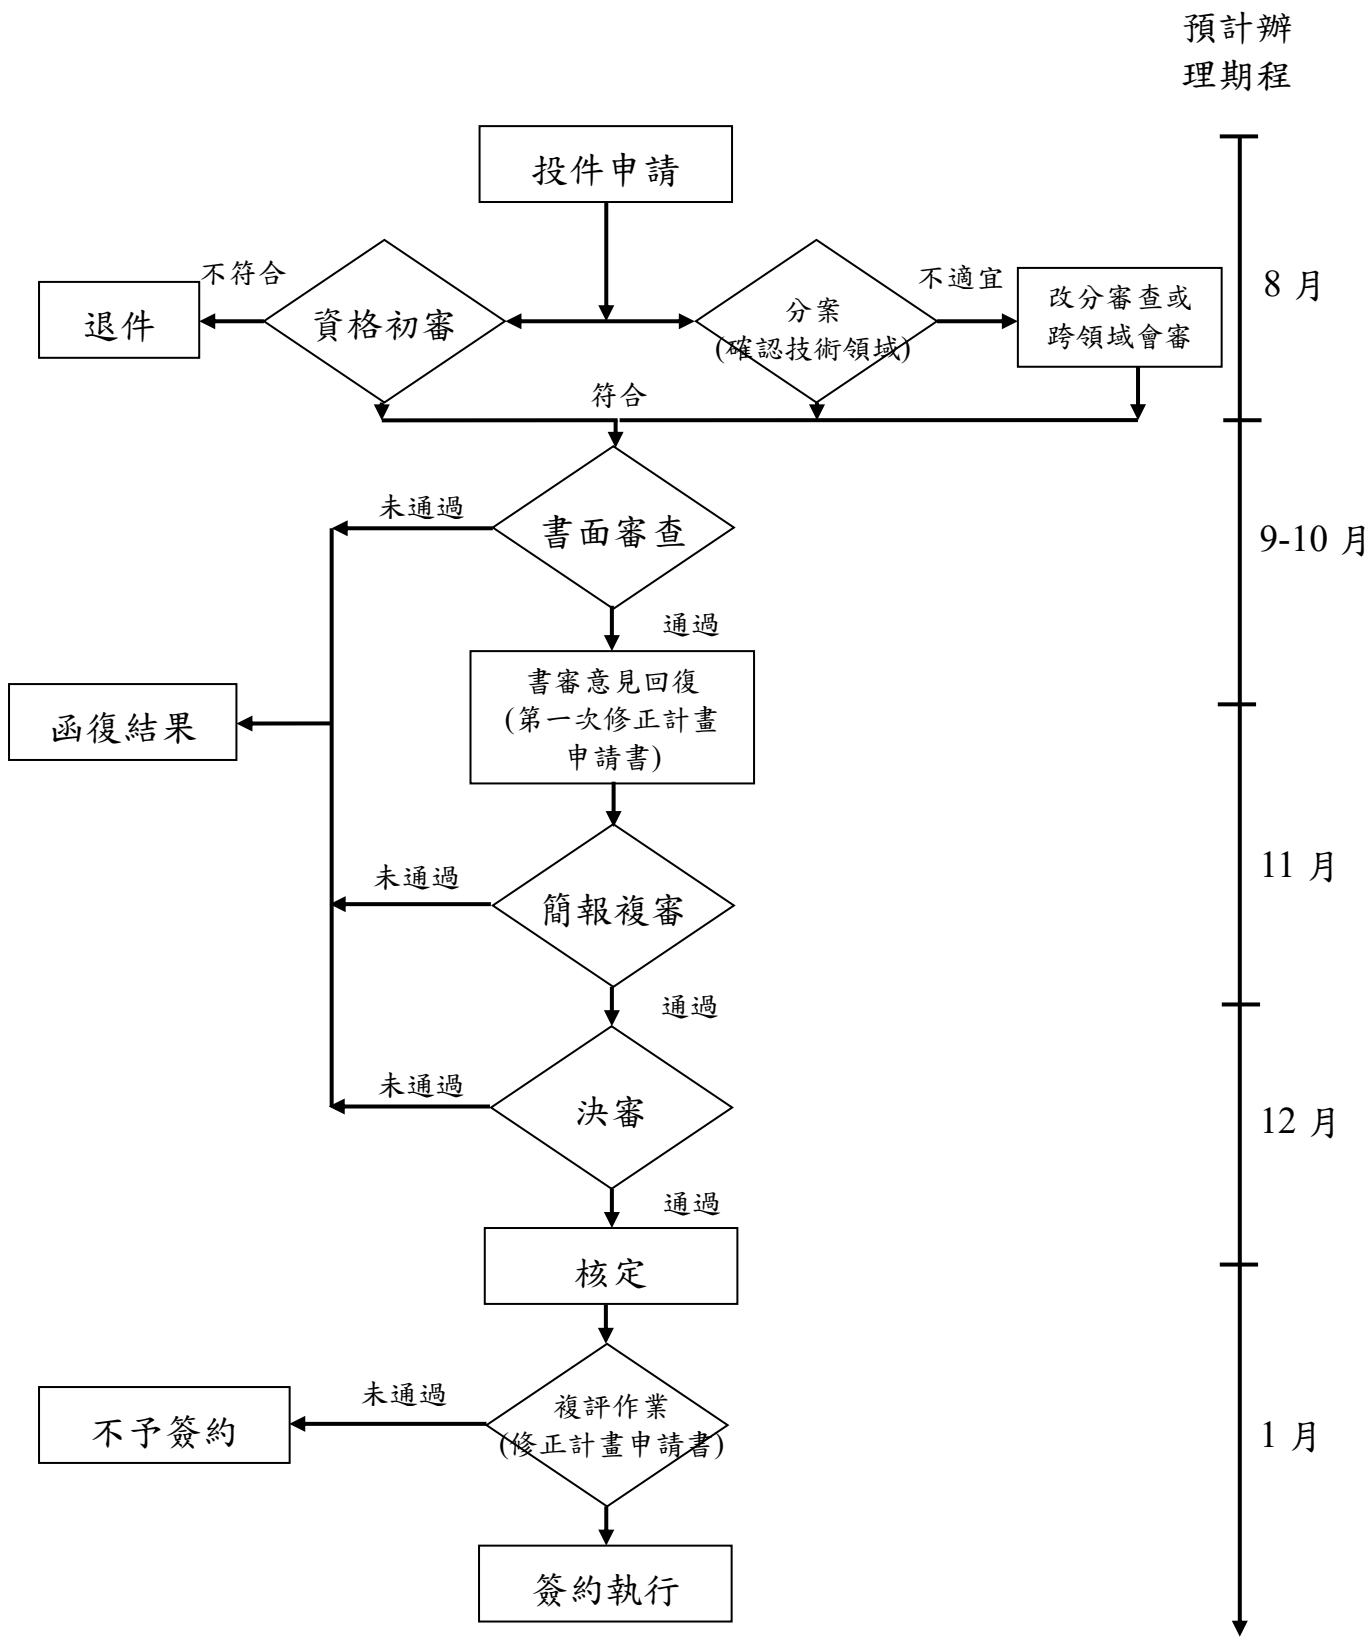 預計辦
理期程
投件申請
不符合
退件
資格初審
分案
(確認技術領域)
不適宜
改分審查或
跨領域會審
8 月
符合
未通過
書面審查
9-10 月
通過
書審意見回復
(第一次修正計畫
申請書)
函復結果
未通過
簡報複審
11 月
通過
未通過
決審
12 月
通過
核定
未通過
不予簽約
複評作業
(修正計畫申請書)
1 月
簽約執行